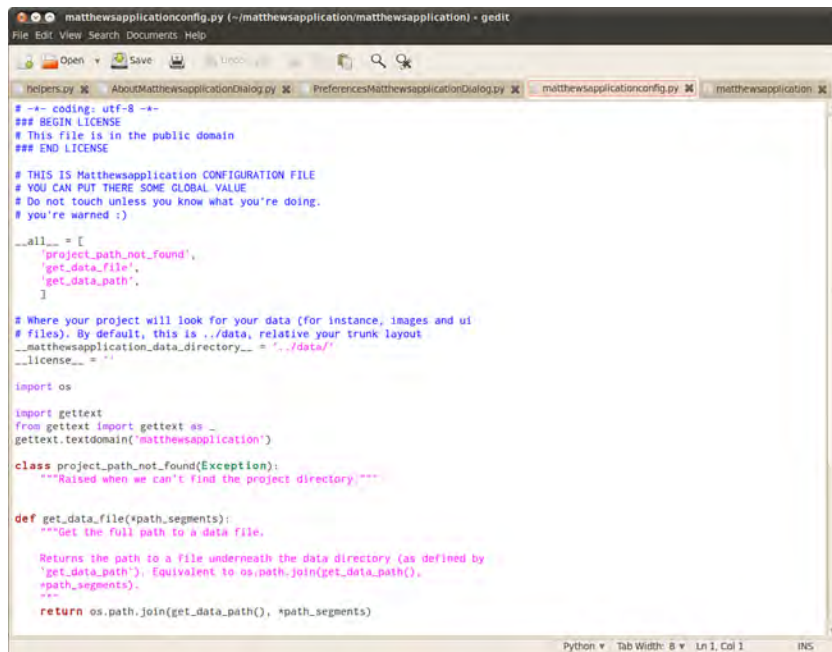 matthewsapplicationconfig.py (~/matthewsapplication/matthewsapplication) - gedit
File Edit View Search Documents Help
Open Save Undo
helpers.py AboutMatthewsapplicationDialog.py PreferencesMatthewsapplicationDialog.py matthewsapplicationconfig.py matthewsapplication
# -*- coding: utf-8 -*-
### BEGIN LICENSE
# This file is in the public domain
### END LICENSE
# THIS IS Matthewsapplication CONFIGURATION FILE
# YOU CAN PUT THERE SOME GLOBAL VALUE
# Do not touch unless you know what you're doing.
# you're warned :)
__all__ = [
    'project_path_not_found',
    'get_data_file',
    'get_data_path',
    ]
# Where your project will look for your data (for instance, images and ui
# files). By default, this is ../data, relative your trunk layout
__matthewsapplication_data_directory__ = '../data/'
__license__ = ''
import os
import gettext
from gettext import gettext as _
gettext.textdomain('matthewsapplication')
class project_path_not_found(Exception):
    """Raised when we can't find the project directory."""
def get_data_file(*path_segments):
    """Get the full path to a data file.
    Returns the path to a file underneath the data directory (as defined by
    `get_data_path`). Equivalent to os.path.join(get_data_path(),
    *path_segments).
    """
    return os.path.join(get_data_path(), *path_segments)
Python Tab Width: 8 Ln 1, Col 1 INS